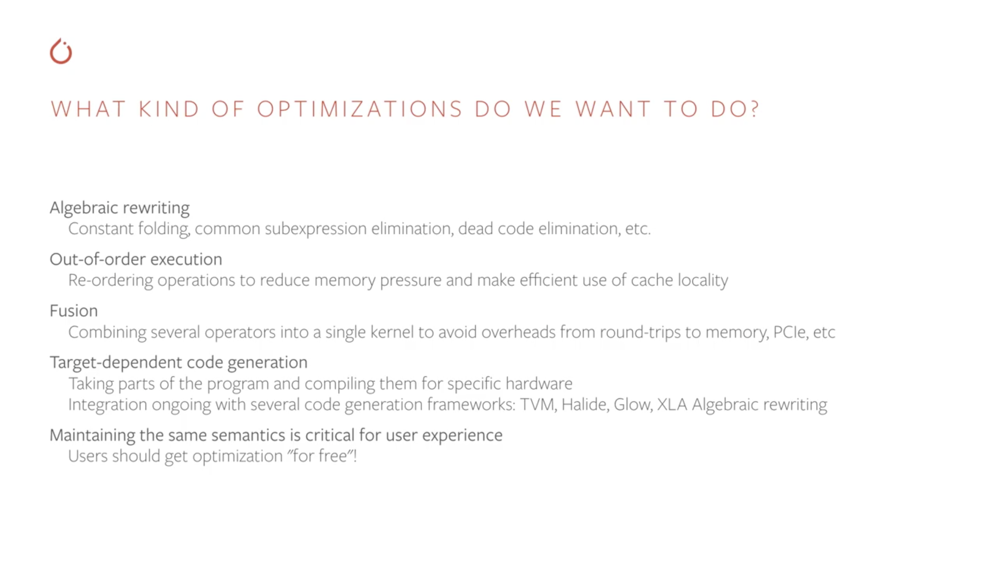 WHAT KIND OF OPTIMIZATIONS DO WE WANT TO DO?
Algebraic rewriting
Constant folding, common subexpression elimination, dead code elimination, etc.
Out-of-order execution
Re-ordering operations to reduce memory pressure and make efficient use of cache locality
Fusion
Combining several operators into a single kernel to avoid overheads from round-trips to memory, PCIe, etc
Target-dependent code generation
Taking parts of the program and compiling them for specific hardware
Integration ongoing with several code generation frameworks: TVM, Halide, Glow, XLA Algebraic rewriting
Maintaining the same semantics is critical for user experience
Users should get optimization "for free"!